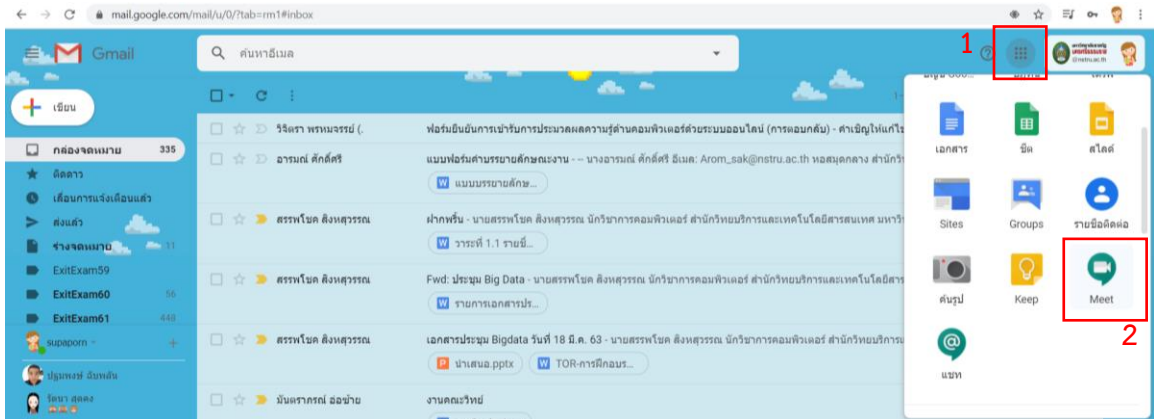 mail.google.com/mail/u/0/?tab=rm1#inbox
Gmail
ค้นหาอีเมล
1
@nstru.ac.th
เขียน
เอกสาร
ชีต
สไลด์
Sites
Groups
รายชื่อติดต่อ
ค้นรูป
Keep
Meet
2
แชท
กล่องจดหมาย 335
ติดดาว
เลื่อนการแจ้งเตือนแล้ว
ส่งแล้ว
ร่างจดหมาย 11
ExitExam59
ExitExam60 56
ExitExam61 449
supaporn
วิจิตรา พรหมจรรย์ (.
ฟอร์มยืนยันการเข้ารับการประมวลผลความรู้ด้านคอมพิวเตอร์ด้วยระบบออนไลน์ (การตอบกลับ) - คำเชิญให้แก้ไข
อารมณ์ ศักดิ์ศรี
แบบฟอร์มคำบรรยายลักษณะงาน - -- นางอารมณ์ ศักดิ์ศรี อีเมล: Arom_sak@nstru.ac.th หอสมุดกลาง สำนักวิ
W แบบบรรยายลักษ...
สรรพโชค สิงหสุวรรณ
ฝากพริ้น - นายสรรพโชค สิงหสุวรรณ นักวิชาการคอมพิวเตอร์ สำนักวิทยบริการและเทคโนโลยีสารสนเทศ มหาวิ
W วาระที่ 1.1 รายชื่...
สรรพโชค สิงหสุวรรณ
Fwd: ประชุม Big Data - นายสรรพโชค สิงหสุวรรณ นักวิชาการคอมพิวเตอร์ สำนักวิทยบริการและเทคโนโลยีสาร
W รายการเอกสารปร...
สรรพโชค สิงหสุวรรณ
เอกสารประชุม Bigdata วันที่ 18 มี.ค. 63 - นายสรรพโชค สิงหสุวรรณ นักวิชาการคอมพิวเตอร์ สำนักวิทยบริการ
P นำเสนอ.pptx W TOR-การฝึกอบร...
งานคณะวิทย์